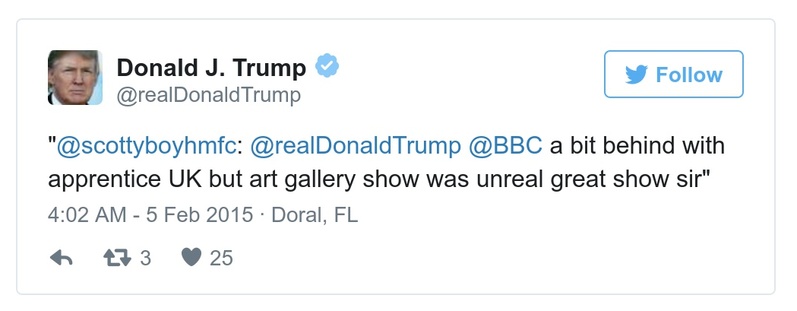 Donald J. Trump
@realDonaldTrump
Follow
"@scottyboyhmfc: @realDonaldTrump @BBC a bit behind with
apprentice UK but art gallery show was unreal great show sir"
4:02 AM - 5 Feb 2015 · Doral, FL
3 25